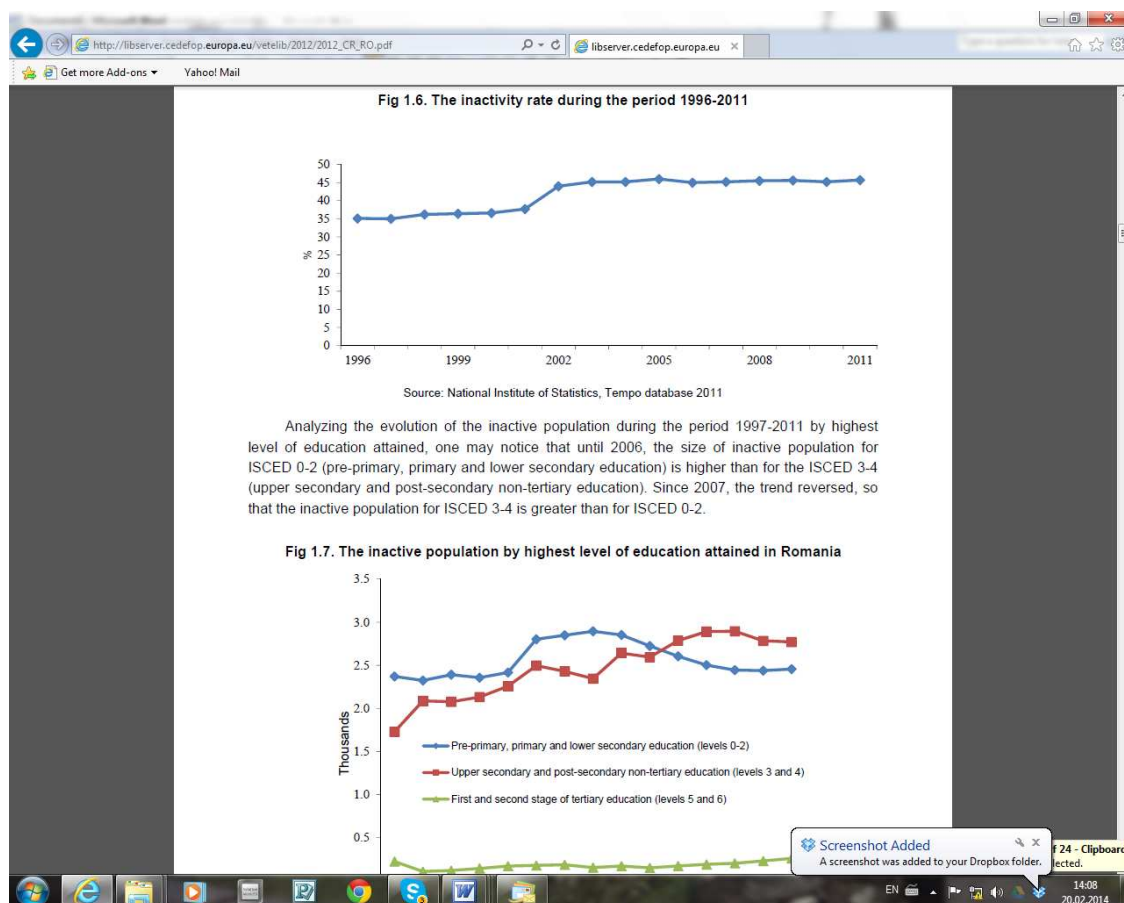 http://libserver.cedefop.europa.eu/vetelib/2012/2012_CR_RO.pdf
libserver.cedefop.europa.eu
Get more Add-ons
Yahoo! Mail
Fig 1.6. The inactivity rate during the period 1996-2011
50
45
40
35
30
25
20
15
10
5
0
%
1996 1999 2002 2005 2008 2011
Source: National Institute of Statistics, Tempo database 2011
Analyzing the evolution of the inactive population during the period 1997-2011 by highest
level of education attained, one may notice that until 2006, the size of inactive population for
ISCED 0-2 (pre-primary, primary and lower secondary education) is higher than for the ISCED 3-4
(upper secondary and post-secondary non-tertiary education). Since 2007, the trend reversed, so
that the inactive population for ISCED 3-4 is greater than for ISCED 0-2.
Fig 1.7. The inactive population by highest level of education attained in Romania
3.5
3.0
2.5
2.0
1.5
1.0
0.5
Thousands
Pre-primary, primary and lower secondary education (levels 0-2)
Upper secondary and post-secondary non-tertiary education (levels 3 and 4)
First and second stage of tertiary education (levels 5 and 6)
Screenshot Added
A screenshot was added to your Dropbox folder.
f 24 - Clipboard
lected.
EN
14:08
20.02.2014